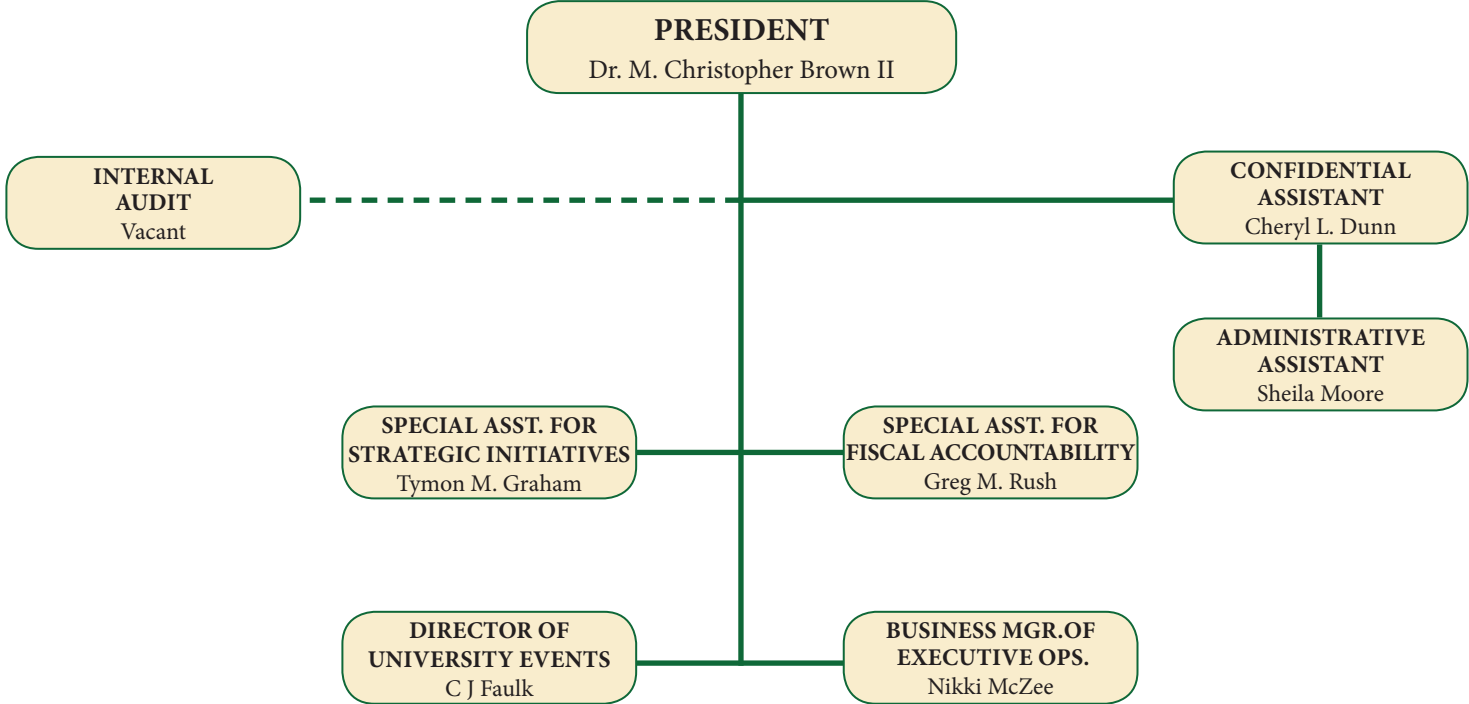 PRESIDENT
Dr. M. Christopher Brown II
INTERNAL
AUDIT
Vacant
CONFIDENTIAL
ASSISTANT
Cheryl L. Dunn
ADMINISTRATIVE
ASSISTANT
Sheila Moore
SPECIAL ASST. FOR
STRATEGIC INITIATIVES
Tymon M. Graham
SPECIAL ASST. FOR
FISCAL ACCOUNTABILITY
Greg M. Rush
DIRECTOR OF
UNIVERSITY EVENTS
C J Faulk
BUSINESS MGR.OF
EXECUTIVE OPS.
Nikki McZee